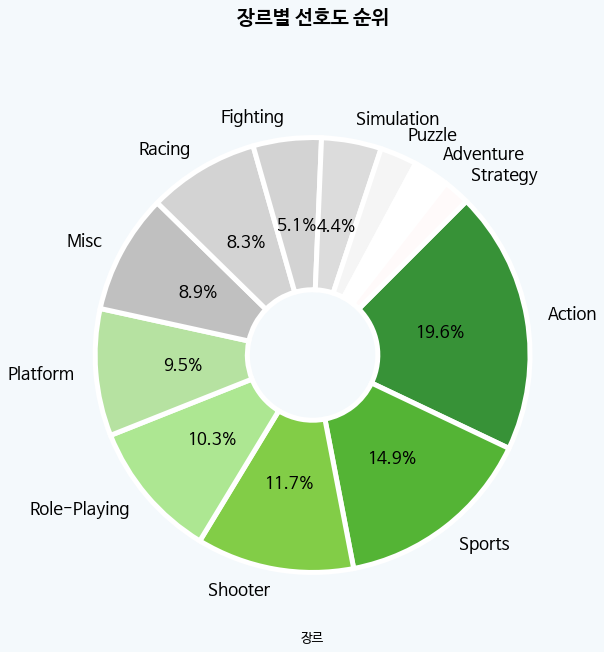 장르별 선호도 순위
Simulation
Fighting
Puzzle
Racing
Adventure
Strategy
5.1%
4.4%
Misc
8.3%
8.9%
Action
19.6%
9.5%
Platform
10.3%
14.9%
11.7%
Role-Playing
Sports
Shooter
장르